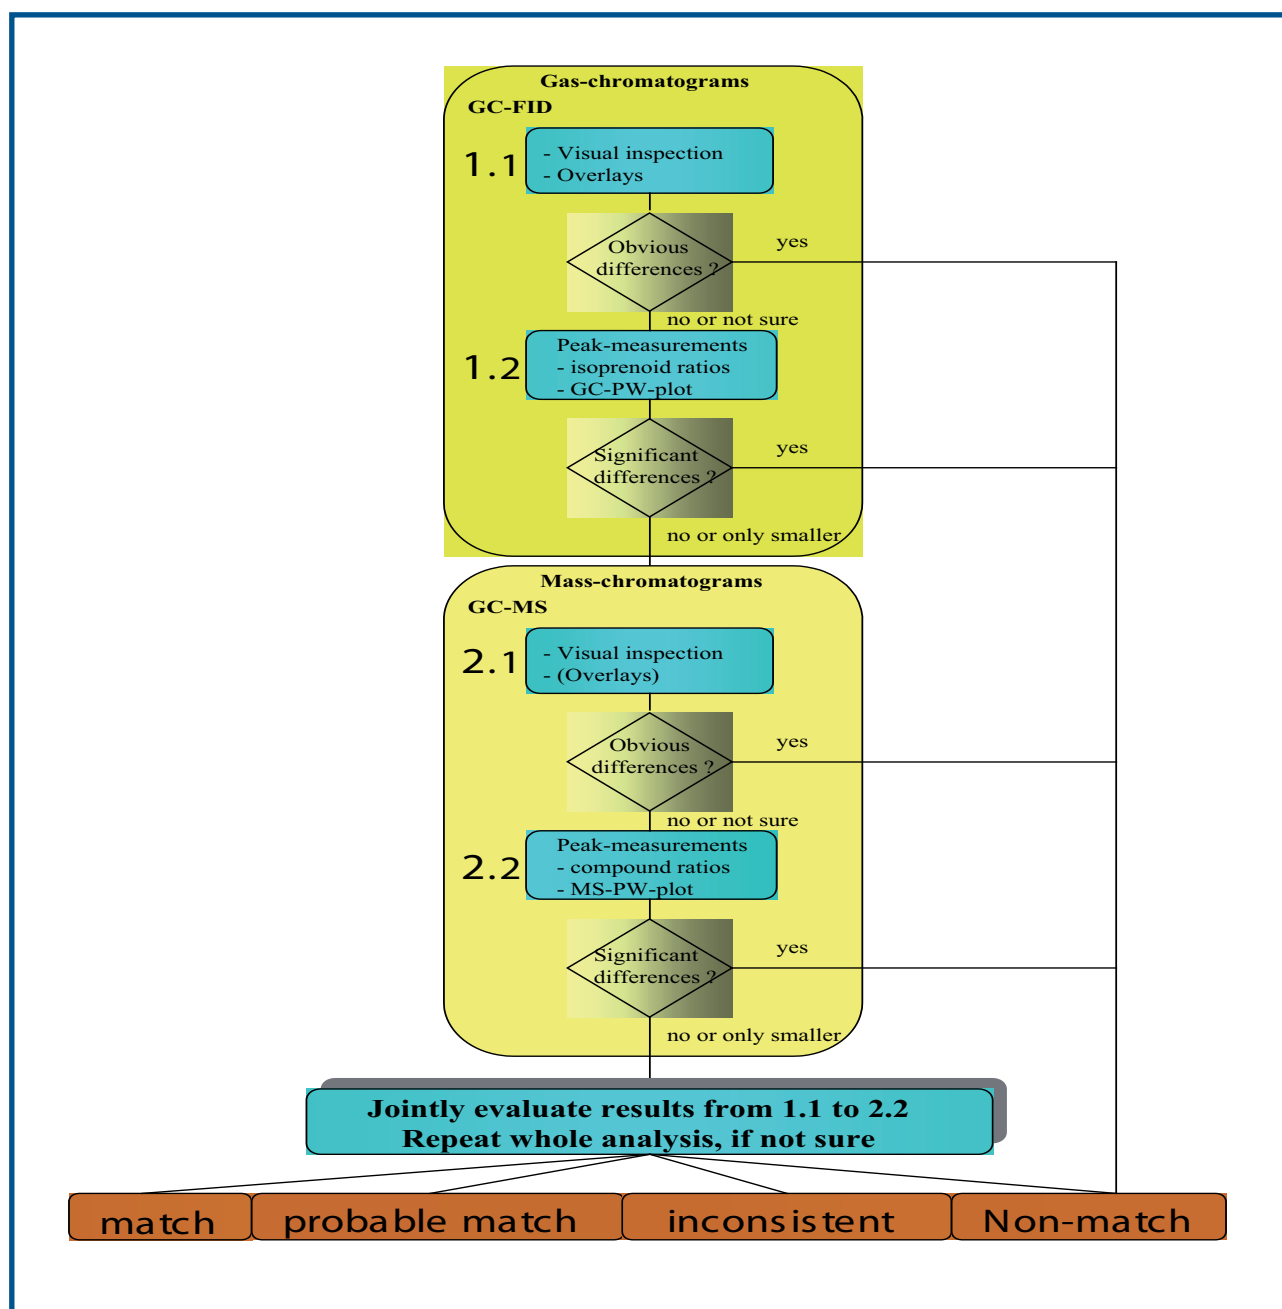 Gas-chromatograms
GC-FID
1.1
- Visual inspection
- Overlays
Obvious
differences ?
yes
no or not sure
1.2
Peak-measurements
- isoprenoid ratios
- GC-PW-plot
Significant
differences ?
yes
no or only smaller
Mass-chromatograms
GC-MS
2.1
- Visual inspection
- (Overlays)
Obvious
differences ?
yes
no or not sure
2.2
Peak-measurements
- compound ratios
- MS-PW-plot
Significant
differences ?
yes
no or only smaller
Jointly evaluate results from 1.1 to 2.2
Repeat whole analysis, if not sure
match
probable match
inconsistent
Non-match